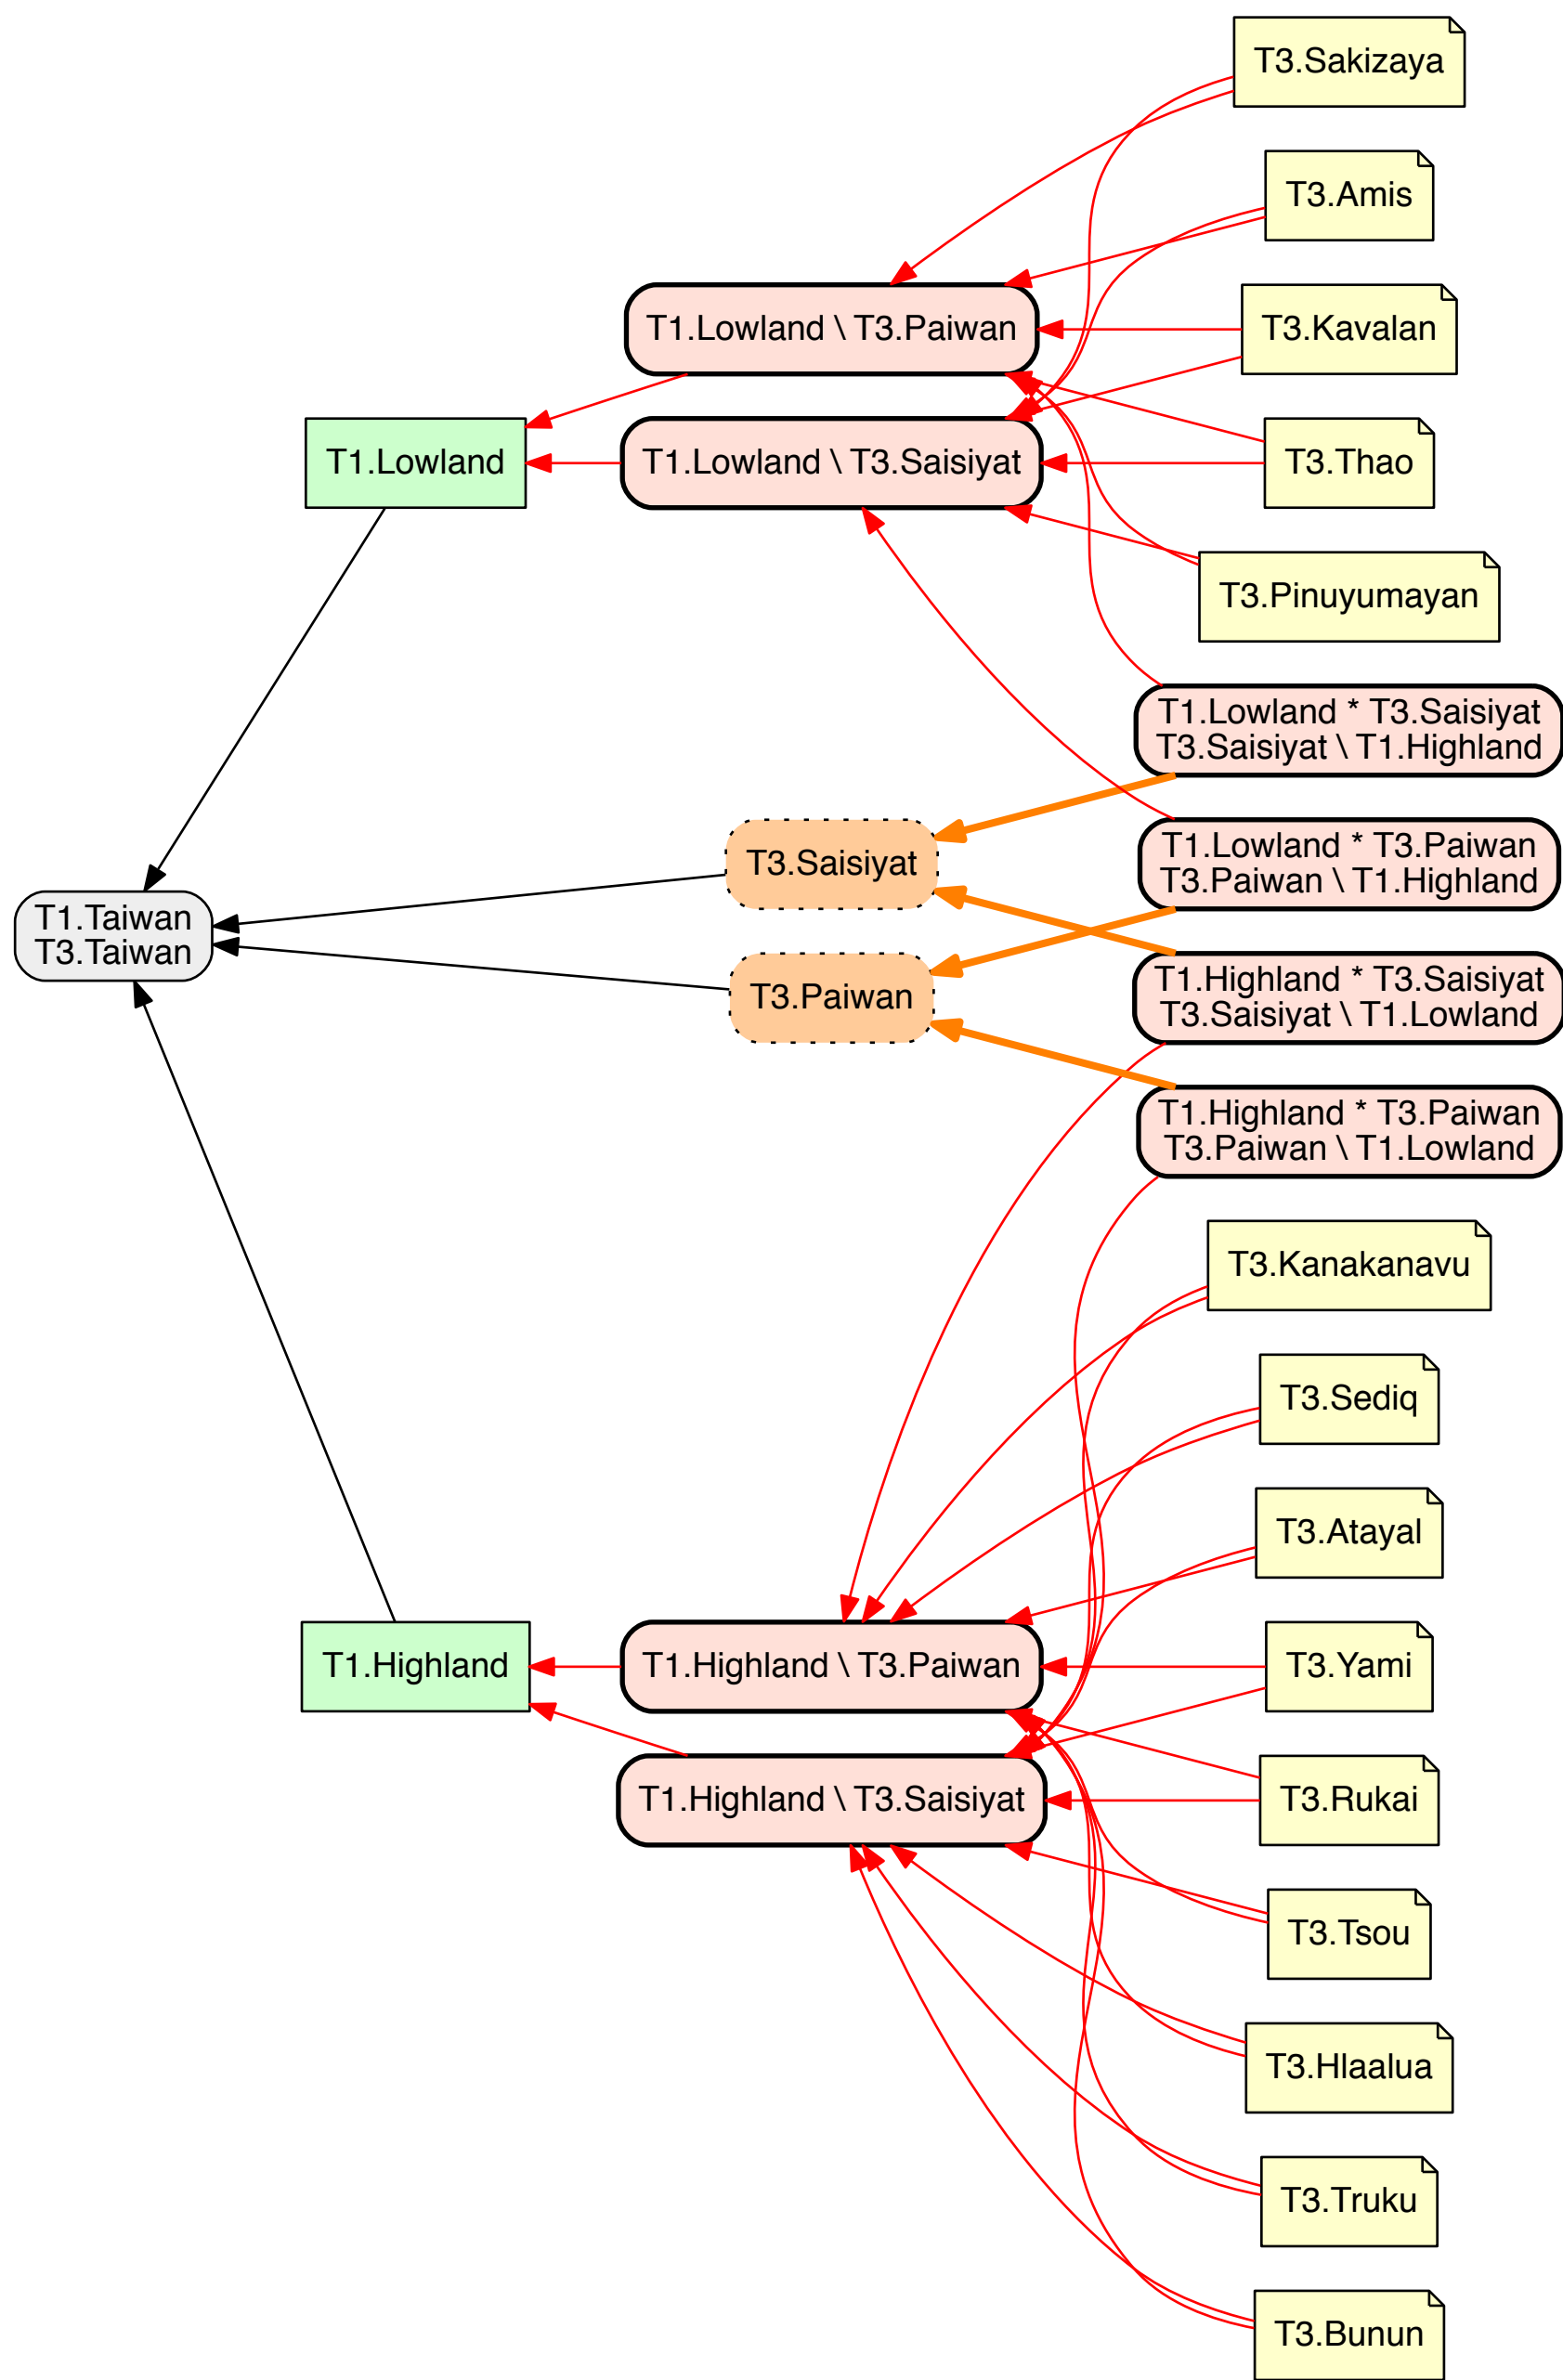 T3.Sakizaya
T3.Amis
T1.Lowland \ T3.Paiwan
T3.Kavalan
T1.Lowland
T1.Lowland \ T3.Saisiyat
T3.Thao
T3.Pinuyumayan
T1.Lowland * T3.Saisiyat
T3.Saisiyat \ T1.Highland
T3.Saisiyat
T1.Lowland * T3.Paiwan
T3.Paiwan \ T1.Highland
T1.Taiwan
T3.Taiwan
T3.Paiwan
T1.Highland * T3.Saisiyat
T3.Saisiyat \ T1.Lowland
T1.Highland * T3.Paiwan
T3.Paiwan \ T1.Lowland
T3.Kanakanavu
T3.Sediq
T3.Atayal
T1.Highland
T1.Highland \ T3.Paiwan
T3.Yami
T1.Highland \ T3.Saisiyat
T3.Rukai
T3.Tsou
T3.Hlaalua
T3.Truku
T3.Bunun